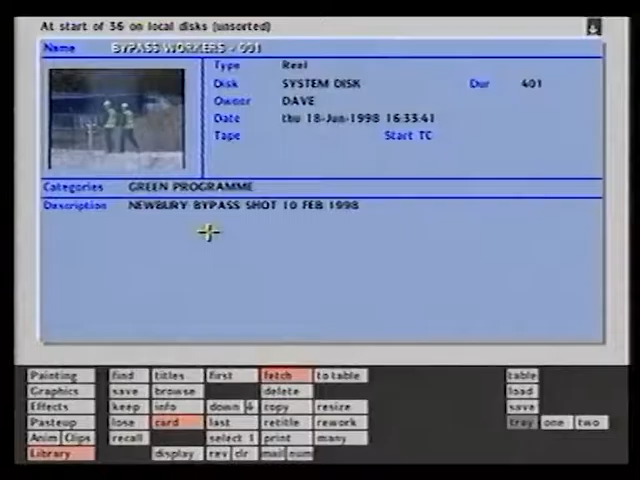 At start of 36 on local disks (unsorted)
Name BYPASS WORKERS - 001
Type Reel
Disk SYSTEM DISK Dur 401
Owner DAVE
Date thu 18-Jun-1998 16:33:41
Tape Start TC
Categories GREEN PROGRAMME
Description NEWBURY BYPASS SHOT 10 FEB 1998
Painting find titles first fetch to table table
Graphics save browse delete load
Effects keep info down copy resize save
Pasteup lose card last retitle rework tray one two
Anim Clips recall select 1 print many
Library display rev clr mail num